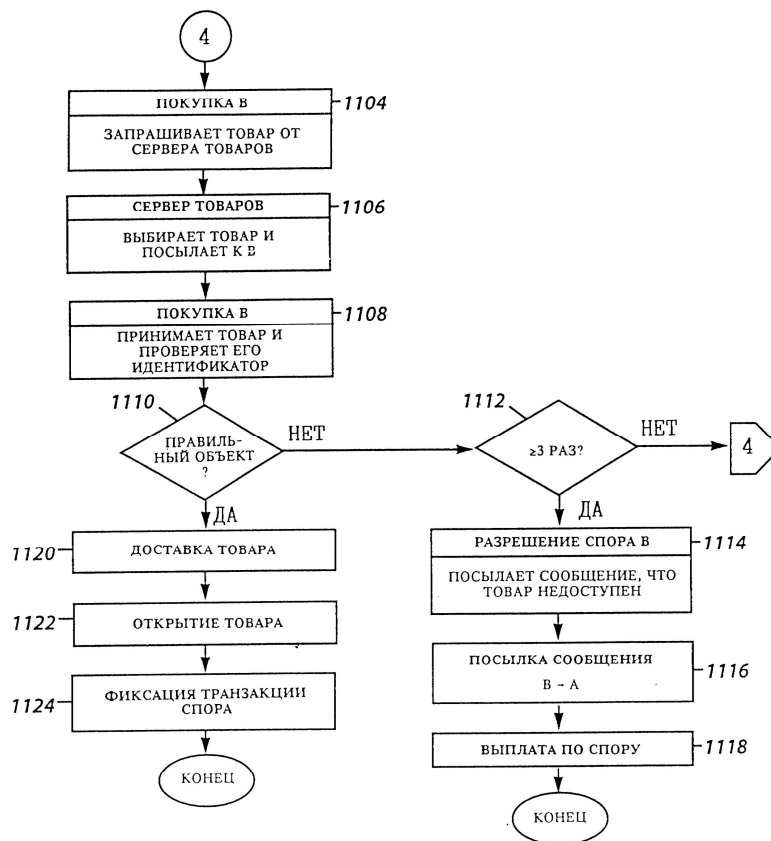 4
ПОКУПКА В
1104
ЗАПРАШИВАЕТ ТОВАР ОТ
СЕРВЕРА ТОВАРОВ
СЕРВЕР ТОВАРОВ
1106
ВЫБИРАЕТ ТОВАР И
ПОСЫЛАЕТ К В
ПОКУПКА В
1108
ПРИНИМАЕТ ТОВАР И
ПРОВЕРЯЕТ ЕГО
ИДЕНТИФИКАТОР
1110
ПРАВИЛЬ-
НЫЙ ОБЪЕКТ
?
НЕТ
1112
≥3 РАЗ?
НЕТ
4
ДА
ДА
1120
ДОСТАВКА ТОВАРА
1122
ОТКРЫТИЕ ТОВАРА
1124
ФИКСАЦИЯ ТРАНЗАКЦИИ
СПОРА
КОНЕЦ
РАЗРЕШЕНИЕ СПОРА В
1114
ПОСЫЛАЕТ СООБЩЕНИЕ, ЧТО
ТОВАР НЕДОСТУПЕН
ПОСЫЛКА СООБЩЕНИЯ
В – А
1116
ВЫПЛАТА ПО СПОРУ
1118
КОНЕЦ